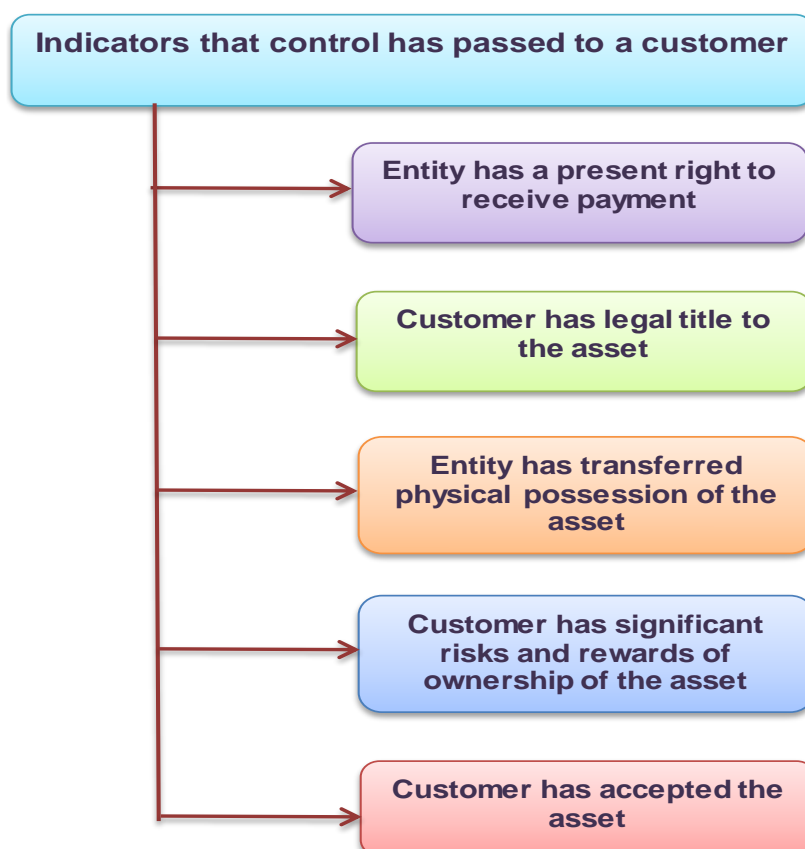 Indicators that control has passed to a customer
Entity has a present right to
receive payment
Customer has legal title to
the asset
Entity has transferred
physical possession of the
asset
Customer has significant
risks and rewards of
ownership of the asset
Customer has accepted the
asset